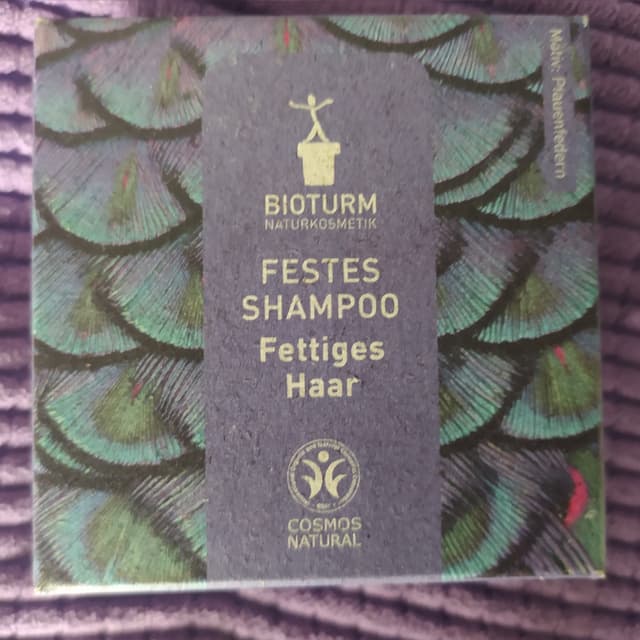 BIOTURM
NATURKOSMETIK
FESTES
SHAMPOO
Fettiges
Haar
COSMOS
NATURAL
Motiv: Pfauenfedern